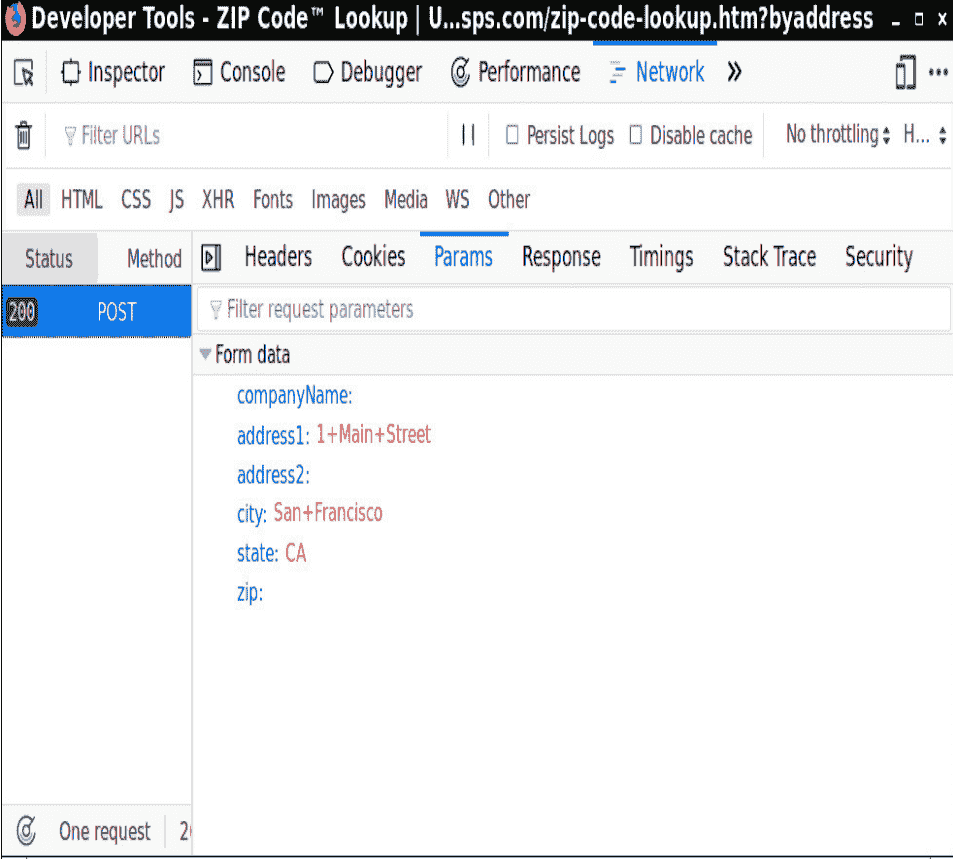 Developer Tools - ZIP Code™ Lookup | U...sps.com/zip-code-lookup.htm?byaddress
Inspector Console Debugger Performance Network
Filter URLs Persist Logs Disable cache No throttling H...
All HTML CSS JS XHR Fonts Images Media WS Other
Status Method Headers Cookies Params Response Timings Stack Trace Security
200 POST Filter request parameters
Form data
companyName:
address1: 1+Main+Street
address2:
city: San+Francisco
state: CA
zip:
One request